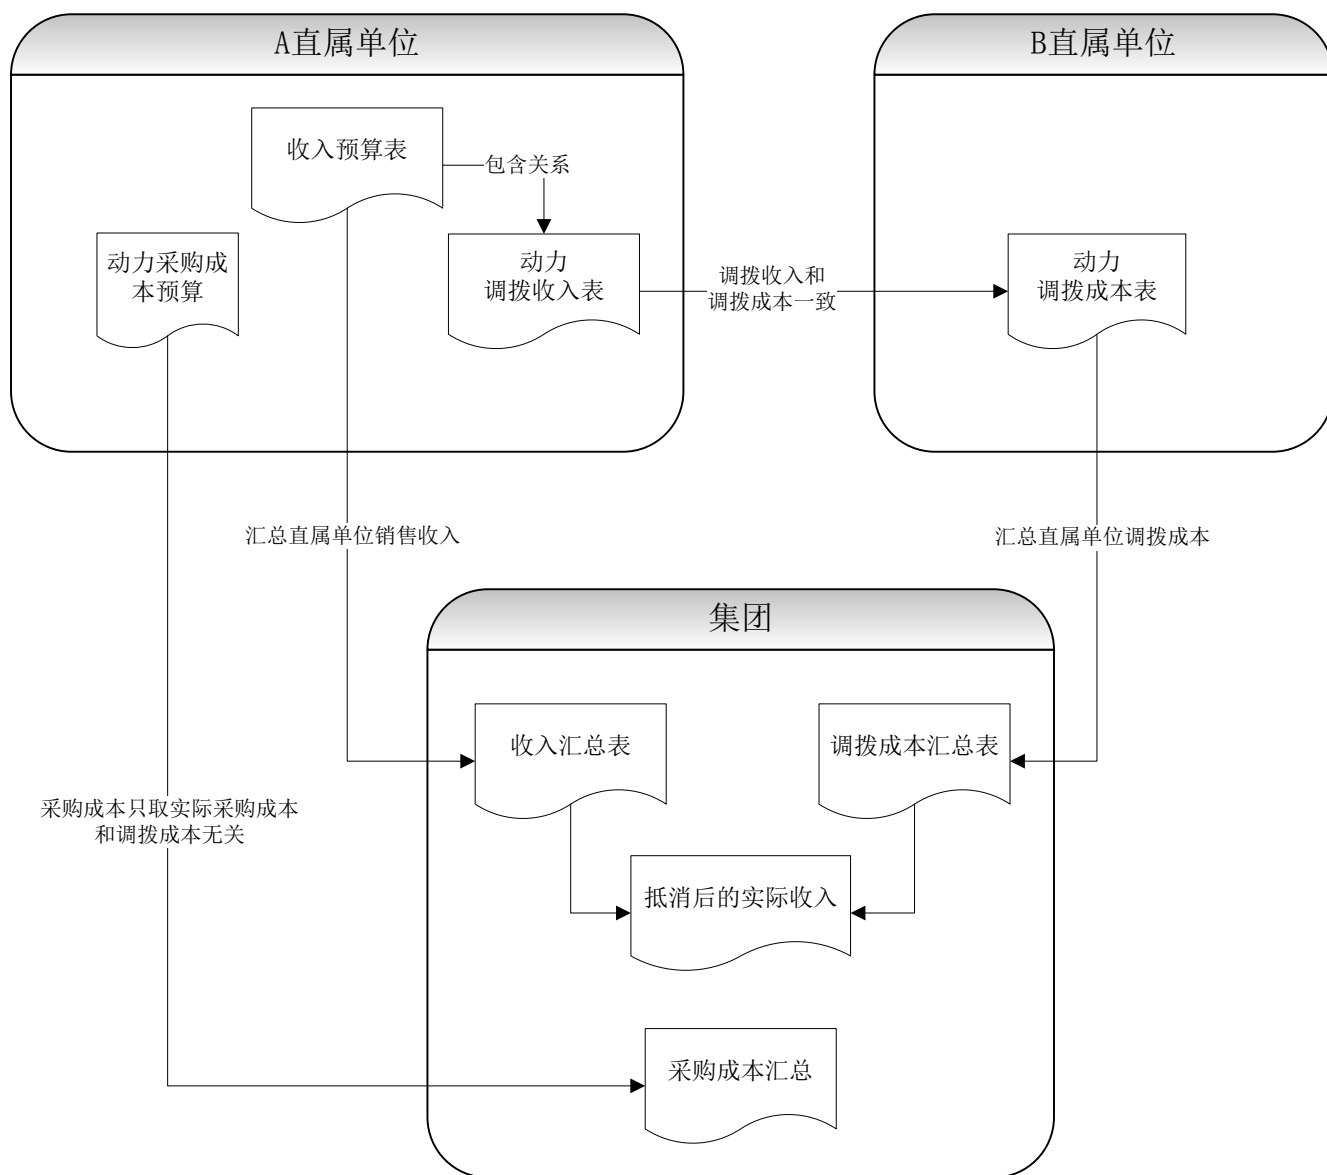 A直属单位
B直属单位
收入预算表
包含关系
动力采购成
本预算
动力
调拨收入表
调拨收入和
调拨成本一致
动力
调拨成本表
汇总直属单位销售收入
汇总直属单位调拨成本
集团
收入汇总表
调拨成本汇总表
采购成本只取实际采购成本
和调拨成本无关
抵消后的实际收入
采购成本汇总